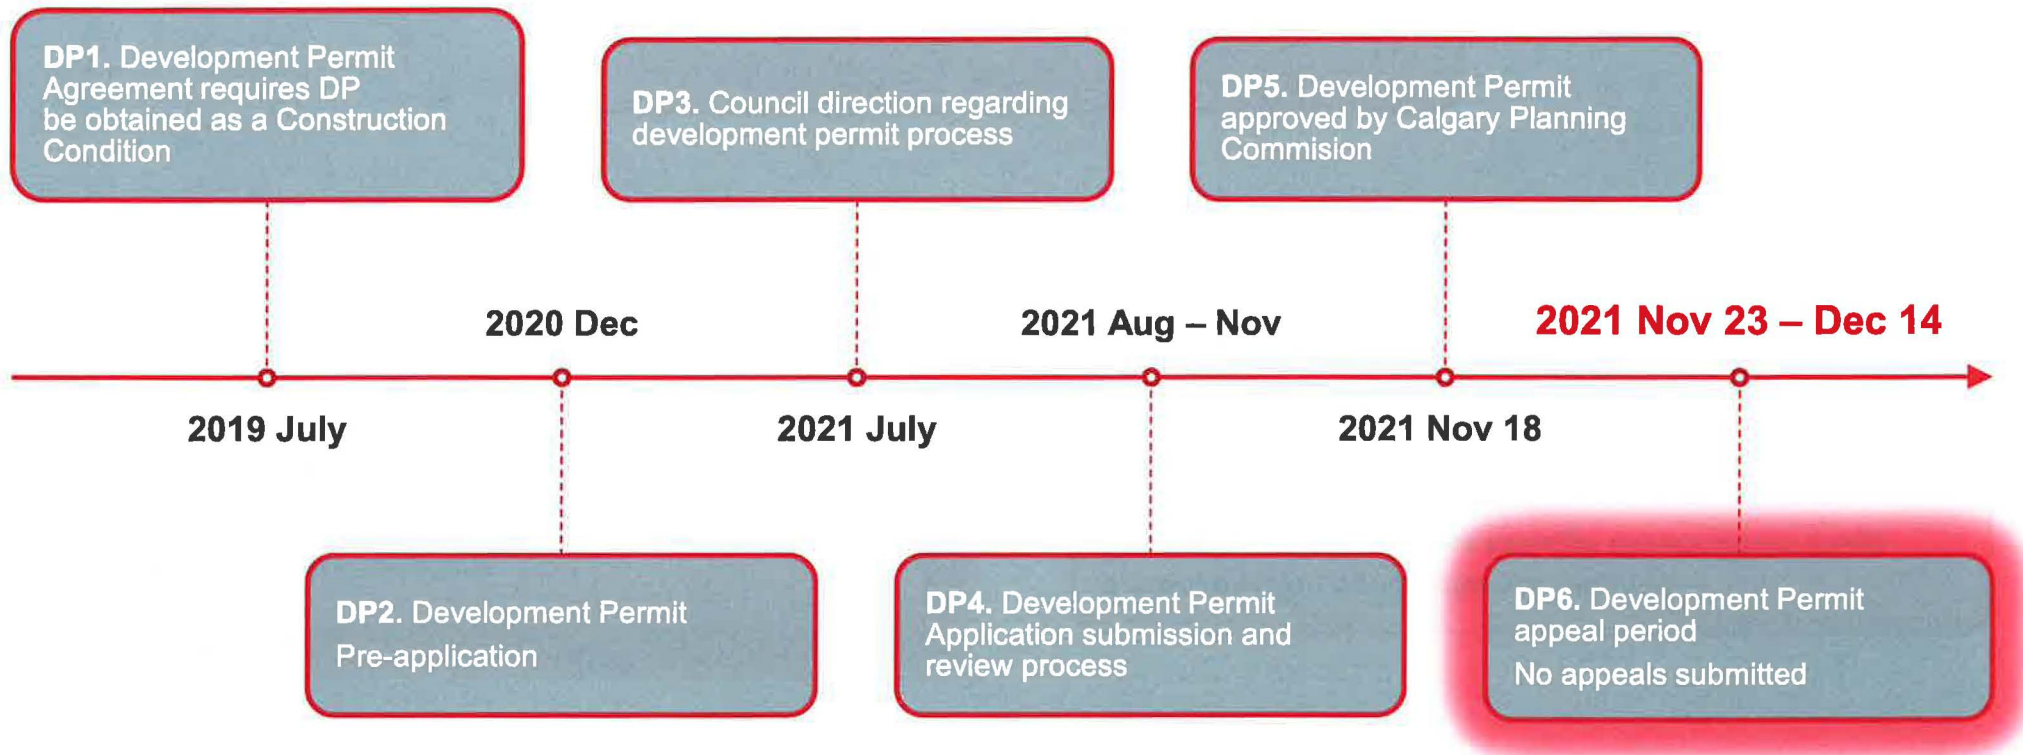 DP1. Development Permit
Agreement requires DP
be obtained as a Construction
Condition
DP3. Council direction regarding
development permit process
DP5. Development Permit
approved by Calgary Planning
Commision
2020 Dec
2021 Aug – Nov
2021 Nov 23 – Dec 14
2019 July
2021 July
2021 Nov 18
DP2. Development Permit
Pre-application
DP4. Development Permit
Application submission and
review process
DP6. Development Permit
appeal period
No appeals submitted